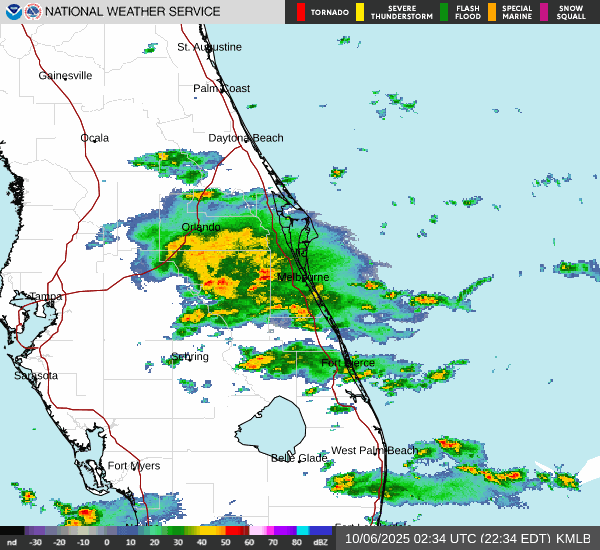 NATIONAL WEATHER SERVICE
TORNADO
SEVERE THUNDERSTORM
FLASH FLOOD
SPECIAL MARINE
SNOW SQUALL
St. Augustine
Gainesville
Palm Coast
Ocala
Daytona Beach
Orlando
Melbourne
Tampa
Sebring
Fort Pierce
Sarasota
West Palm Beach
Belle Glade
Fort Myers
nd -30 -20 -10 0 10 20 30 40 50 60 70 80 dBZ
10/06/2025 02:34 UTC (22:34 EDT) KMLB